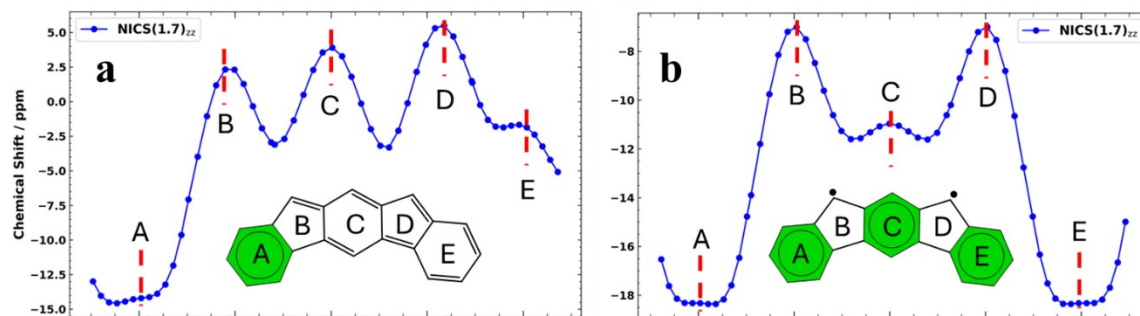 NICS(1.7)zz
a
Chemical Shift / ppm
5.0
2.5
0.0
-2.5
-5.0
-7.5
-10.0
-12.5
-15.0
A
B
C
D
E
A
B
C
D
E
NICS(1.7)zz
b
-8
-10
-12
-14
-16
-18
A
B
C
D
E
A
B
C
D
E